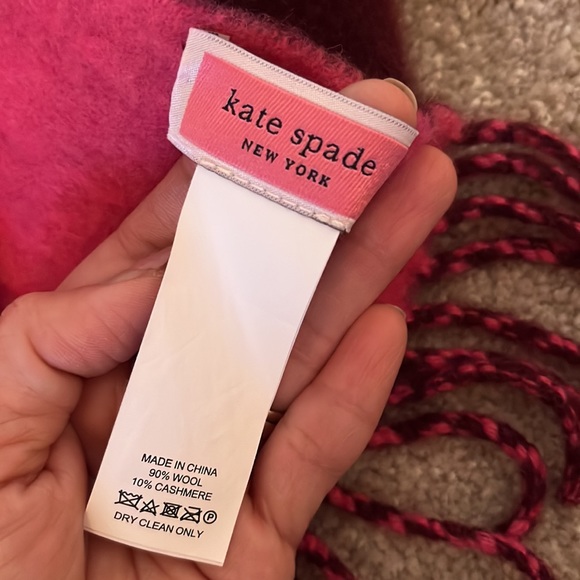 kate spade
NEW YORK
MADE IN CHINA
90% WOOL
10% CASHMERE
DRY CLEAN ONLY